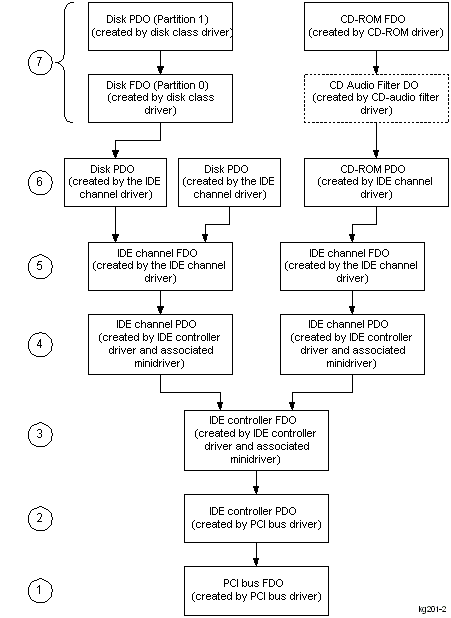 Disk PDO (Partition 1)
(created by disk class driver)
CD-ROM FDO
(created by CD-ROM driver)
7
Disk FDO (Partition 0)
(created by disk class
driver)
CD Audio Filter DO
(created by CD-audio filter
driver)
6
Disk PDO
(created by the IDE
channel driver)
Disk PDO
(created by the IDE
channel driver)
CD-ROM PDO
(created by IDE channel
driver)
5
IDE channel FDO
(created by the IDE channel
driver)
IDE channel FDO
(created by the IDE channel
driver)
4
IDE channel PDO
(created by IDE controller
driver and associated
minidriver)
IDE channel PDO
(created by IDE controller
driver and associated
minidriver)
3
IDE controller FDO
(created by IDE controller
driver and associated
minidriver)
2
IDE controller PDO
(created by PCI bus driver)
1
PCI bus FDO
(created by PCI bus driver)
kg201-2